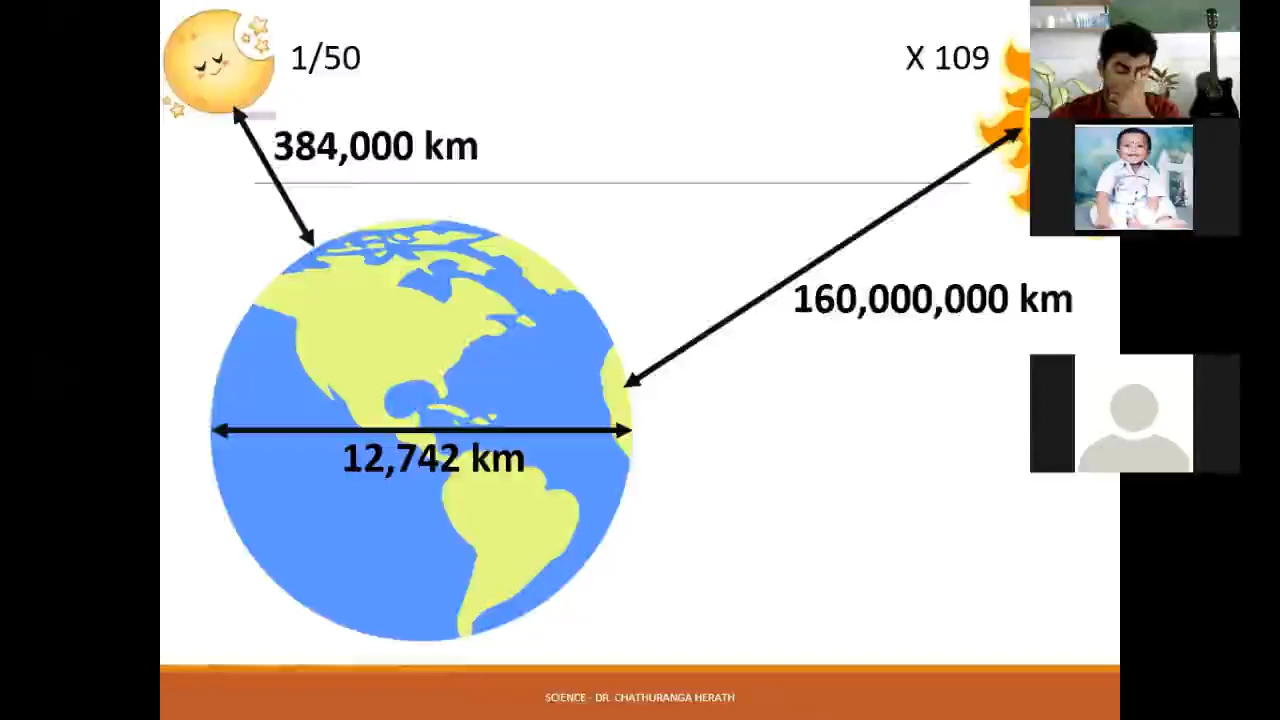 1/50
X 109
384,000 km
160,000,000 km
12,742 km
SCIENCE - DR. CHATHURANGA HERATH